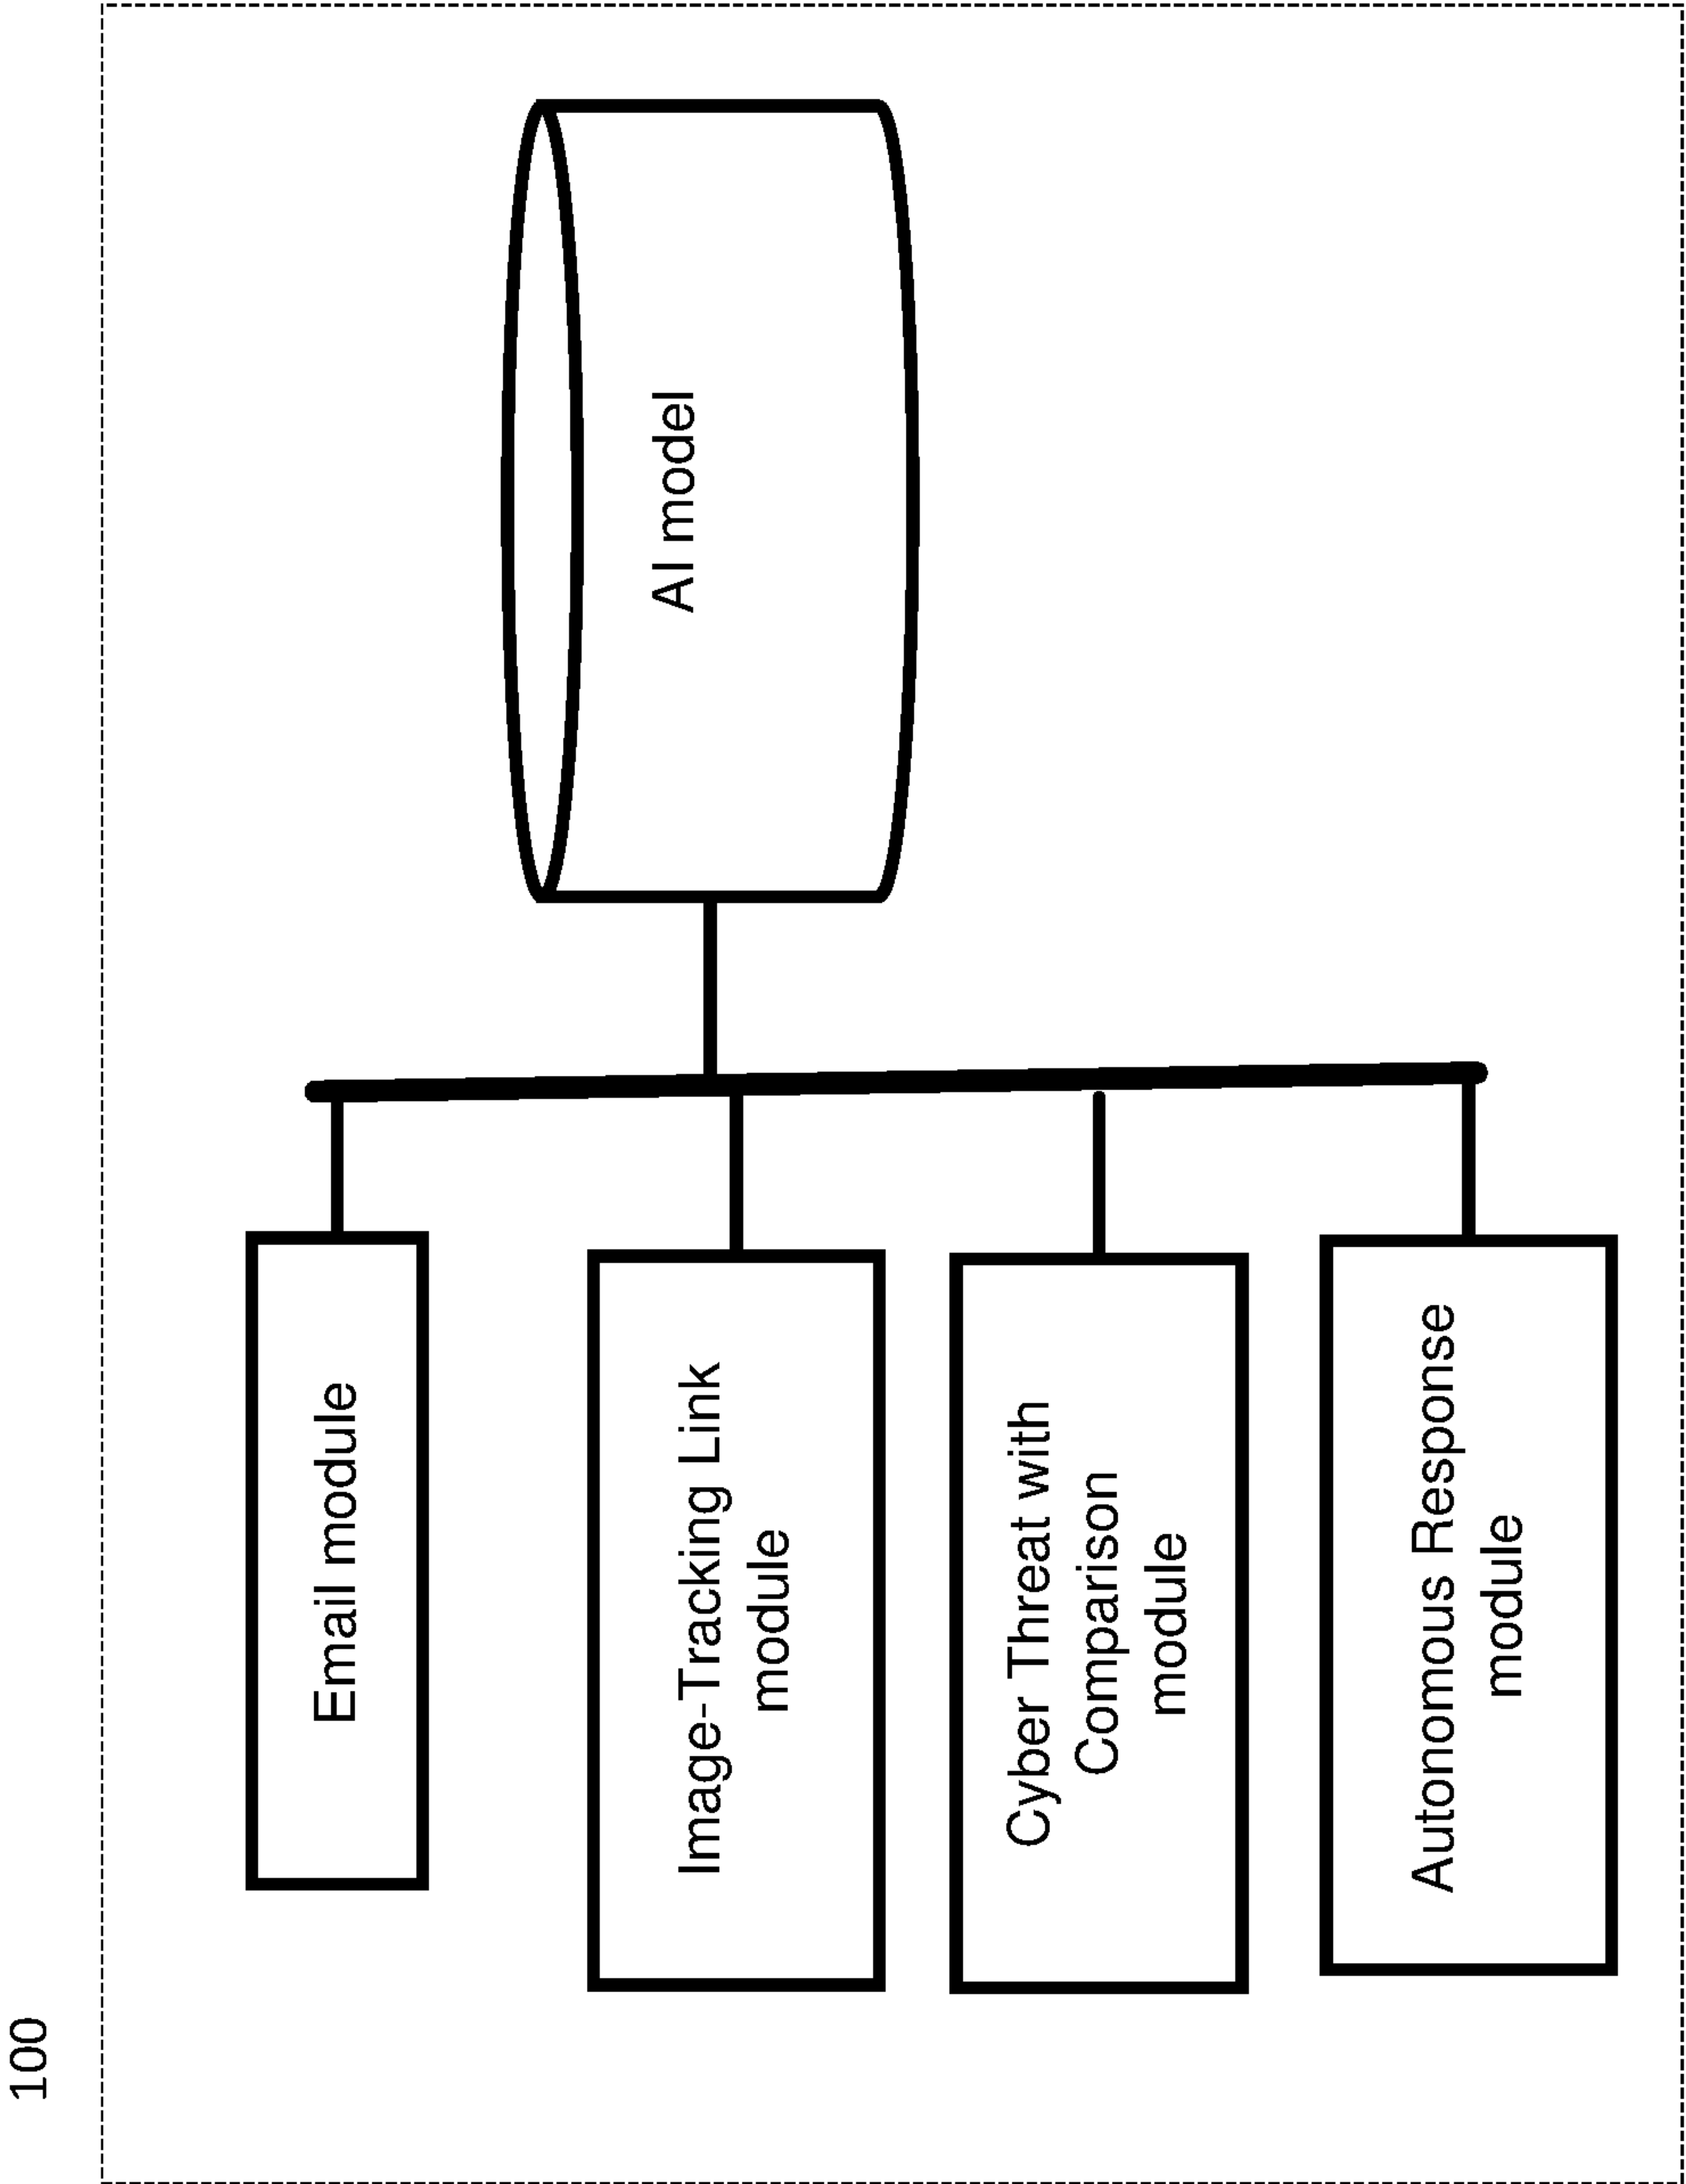 100
Email module
Image-Tracking Link
module
Cyber Threat with
Comparison
module
Autonomous Response
module
AI model